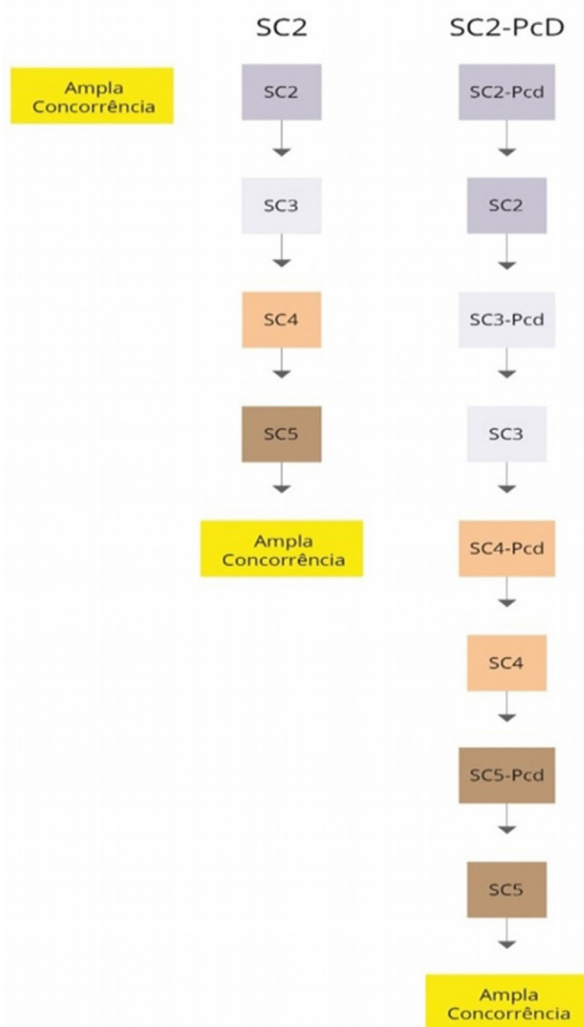 SC2
SC2-PcD
Ampla
Concorrência
SC2
SC3
SC4
SC5
Ampla
Concorrência
SC2-Pcd
SC2
SC3-Pcd
SC3
SC4-Pcd
SC4
SC5-Pcd
SC5
Ampla
Concorrência